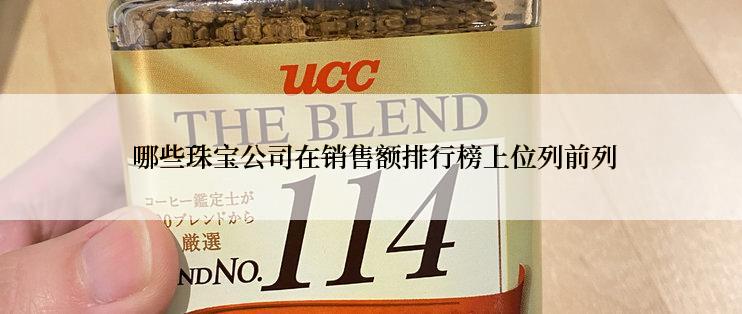 ucc
THE BLEND
哪些珠宝公司在销售额排行榜上位列前列
コーヒー鑑定士が
00ブレンドから
厳選
NDNO.114